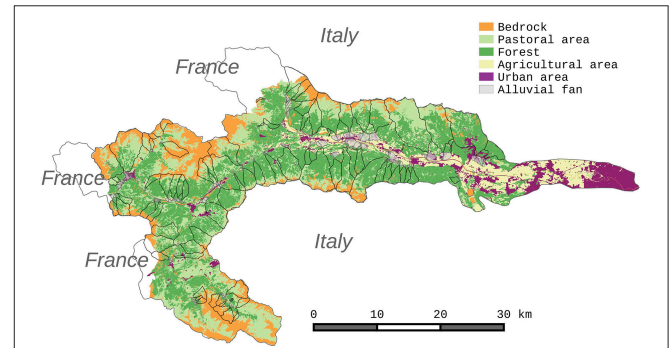 Italy
France
Bedrock
Pastoral area
Forest
Agricultural area
Urban area
Alluvial fan
France
Italy
France
0 10 20 30 km